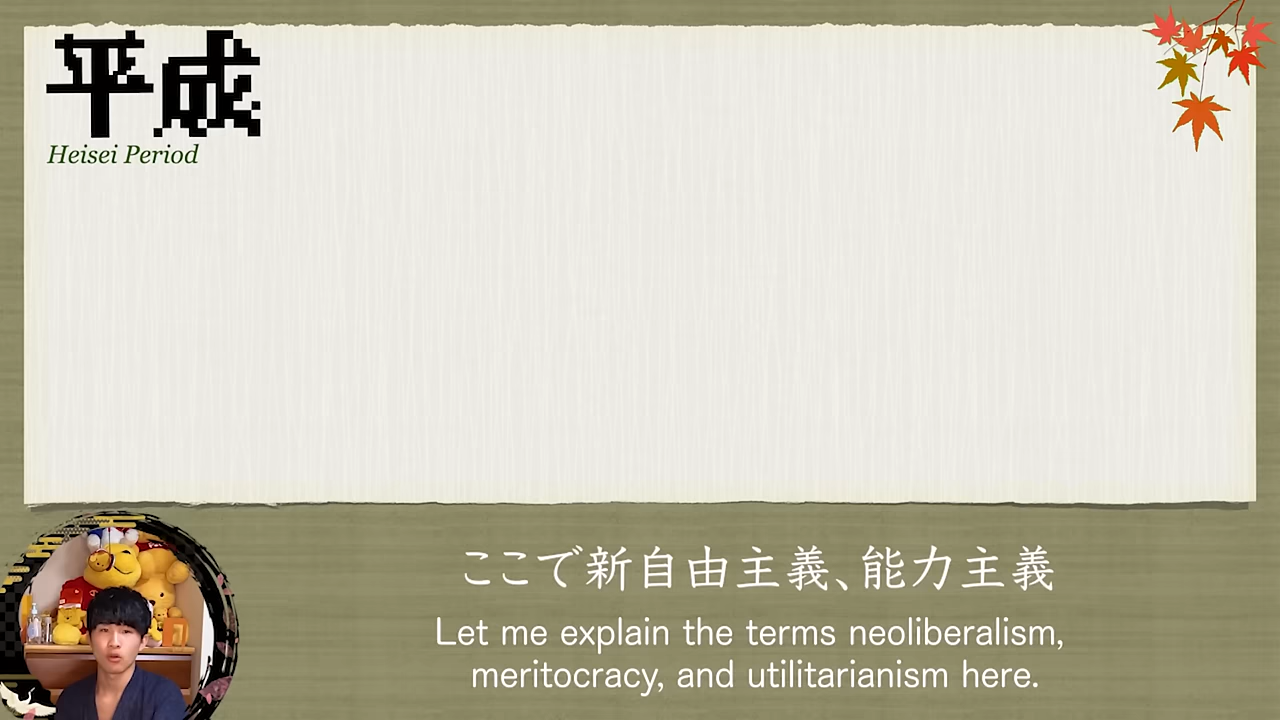 平成
Heisei Period
ここで新自由主義、能力主義
Let me explain the terms neoliberalism,
meritocracy, and utilitarianism here.